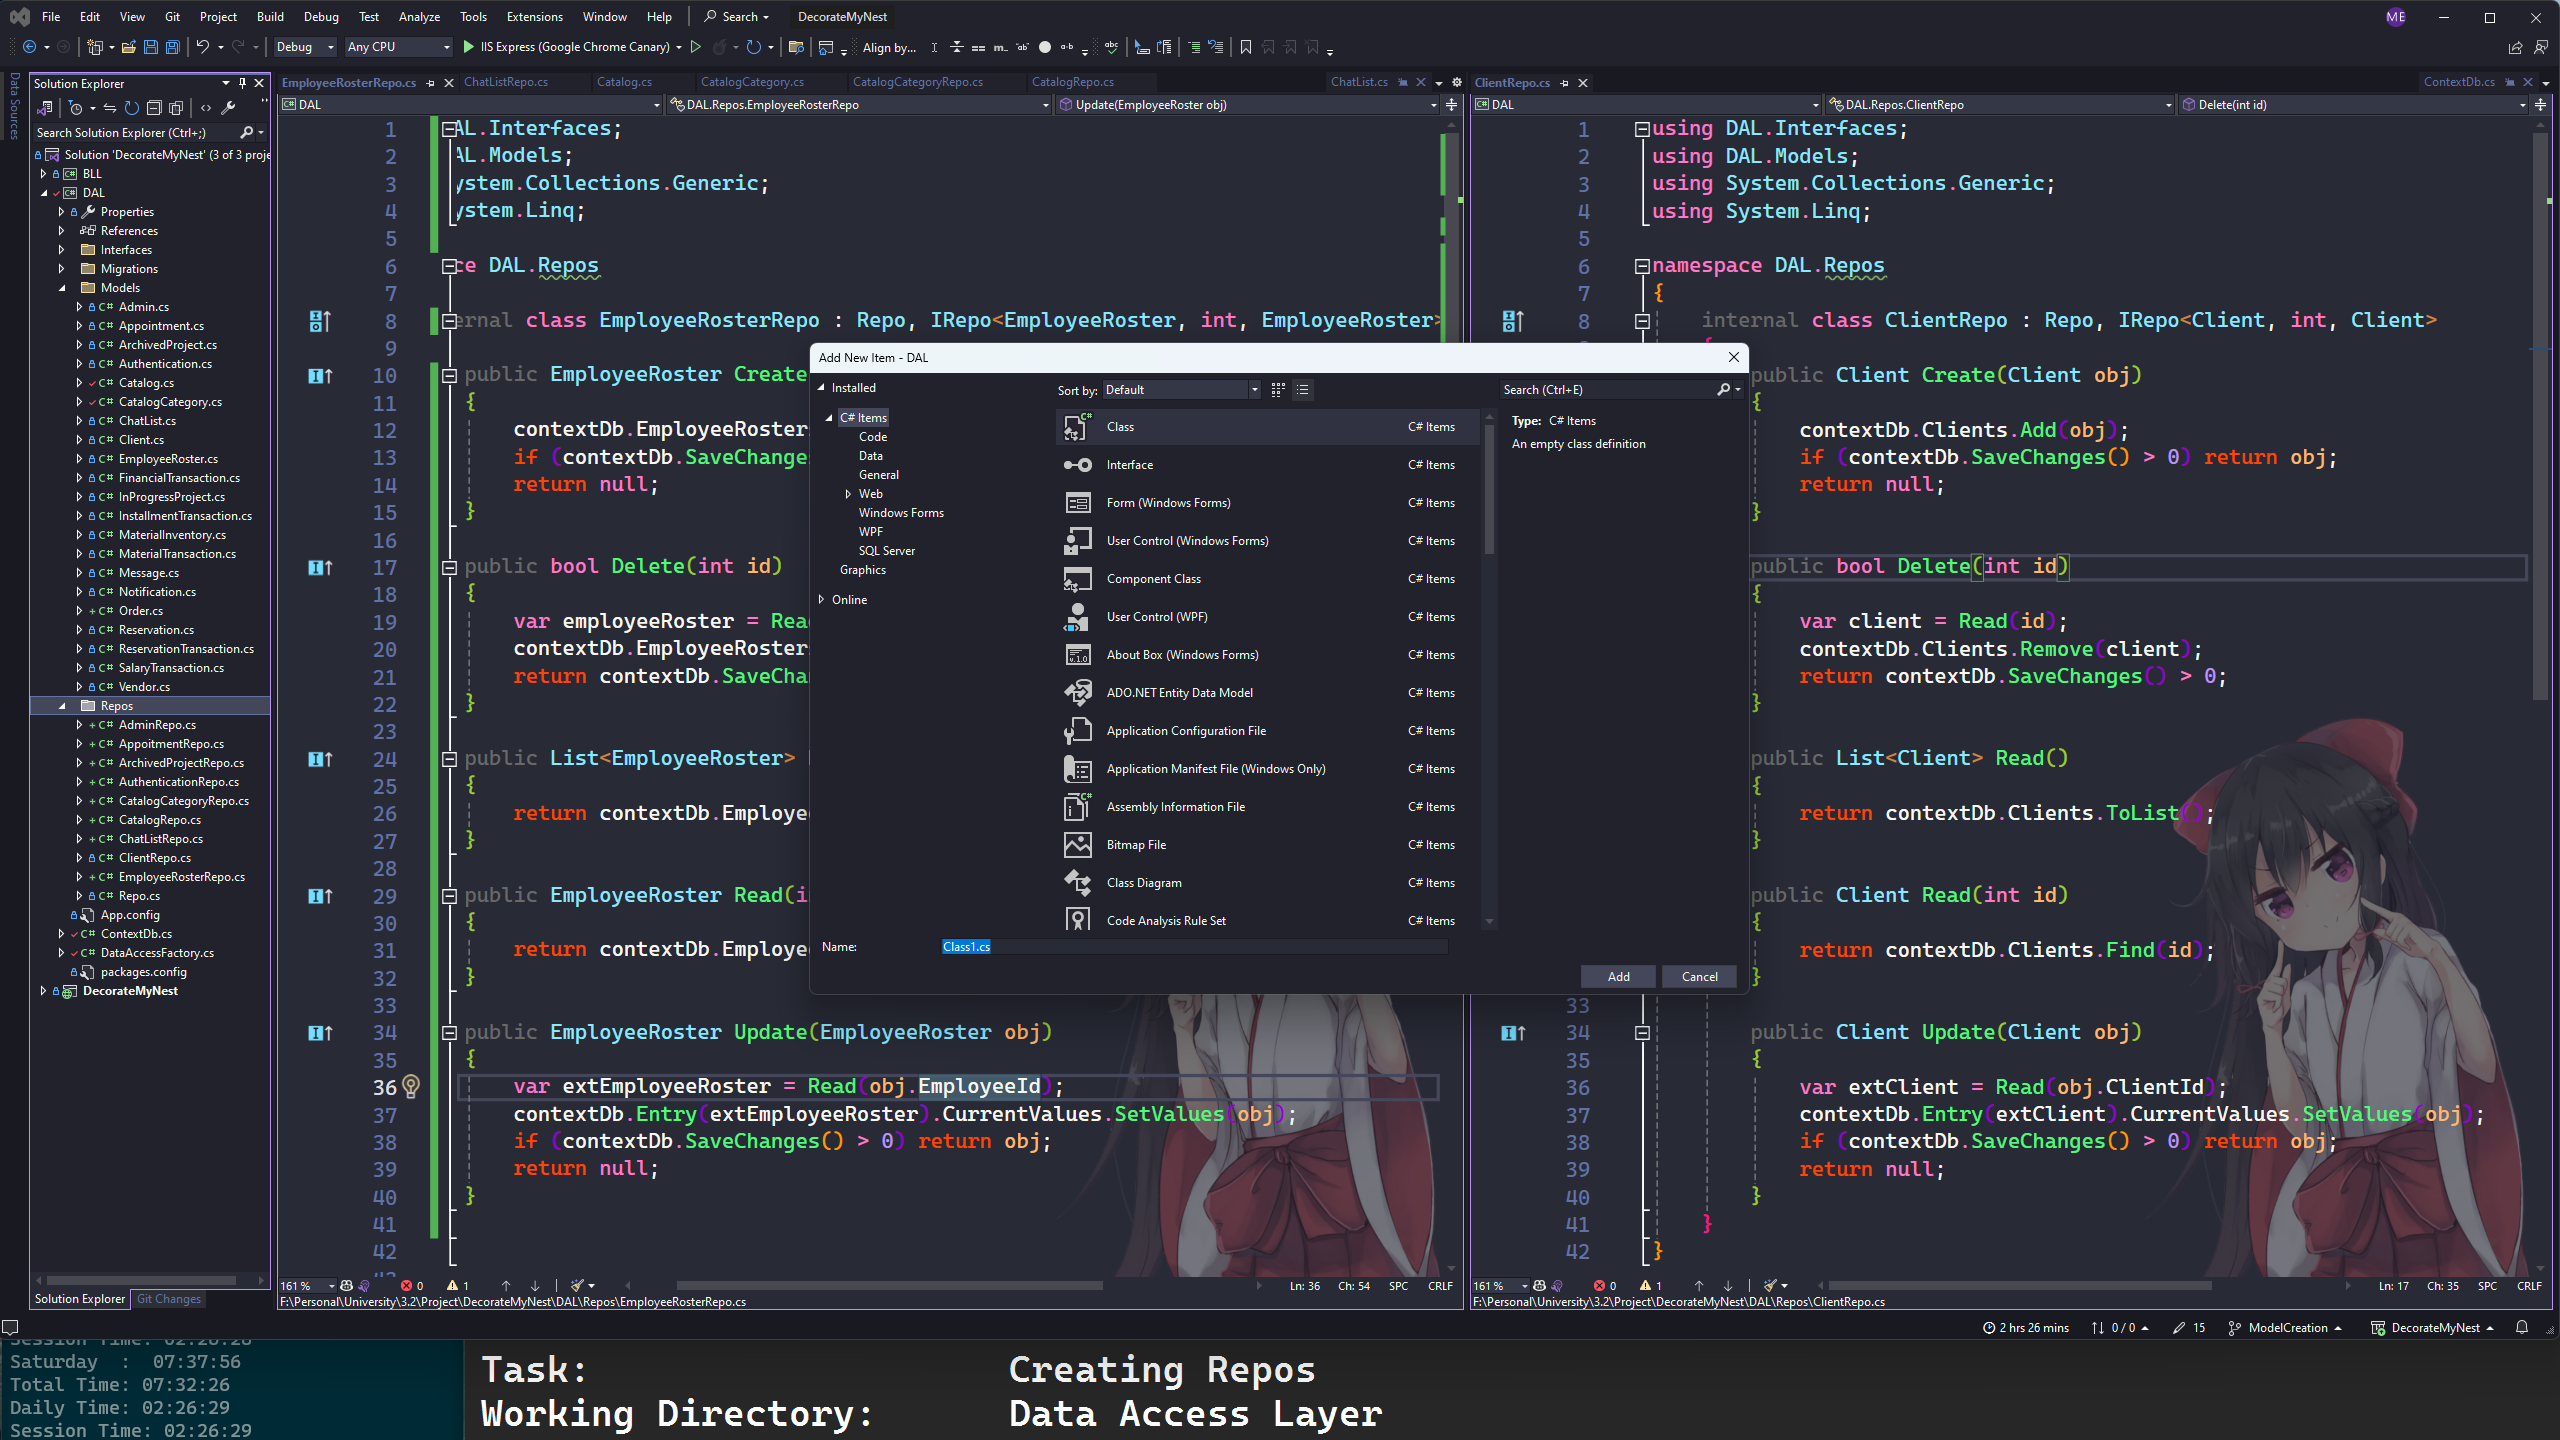 File Edit View Git Project Build Debug Test Analyze Tools Extensions Window Help Search DecorateMyNest ME
Debug Any CPU IIS Express (Google Chrome Canary) Align by...
Data Sources
Solution Explorer
Search Solution Explorer (Ctrl+;)
Solution 'DecorateMyNest' (3 of 3 proje
BLL
DAL
Properties
References
Interfaces
Migrations
Models
Admin.cs
Appointment.cs
ArchivedProject.cs
Authentication.cs
Catalog.cs
CatalogCategory.cs
ChatList.cs
Client.cs
EmployeeRoster.cs
FinancialTransaction.cs
InProgressProject.cs
InstallmentTransaction.cs
MaterialInventory.cs
MaterialTransaction.cs
Message.cs
Notification.cs
Order.cs
Reservation.cs
ReservationTransaction.cs
SalaryTransaction.cs
Vendor.cs
Repos
AdminRepo.cs
AppoitmentRepo.cs
ArchivedProjectRepo.cs
AuthenticationRepo.cs
CatalogCategoryRepo.cs
CatalogRepo.cs
ChatListRepo.cs
ClientRepo.cs
EmployeeRosterRepo.cs
Repo.cs
App.config
ContextDb.cs
DataAccessFactory.cs
packages.config
DecorateMyNest
Solution Explorer Git Changes
EmployeeRosterRepo.cs ChatListRepo.cs Catalog.cs CatalogCategory.cs CatalogCategoryRepo.cs CatalogRepo.cs ChatList.cs
DAL DAL.Repos.EmployeeRosterRepo Update(EmployeeRoster obj)
1 AL.Interfaces;
2 AL.Models;
3 ystem.Collections.Generic;
4 ystem.Linq;
5
6 ce DAL.Repos
7
8 ernal class EmployeeRosterRepo : Repo, IRepo<EmployeeRoster, int, EmployeeRoster>
9
10 public EmployeeRoster Create
11 {
12 contextDb.EmployeeRoster
13 if (contextDb.SaveChange
14 return null;
15 }
16
17 public bool Delete(int id)
18 {
19 var employeeRoster = Rea
20 contextDb.EmployeeRoster
21 return contextDb.SaveCha
22 }
23
24 public List<EmployeeRoster>
25 {
26 return contextDb.Employe
27 }
28
29 public EmployeeRoster Read(i
30 {
31 return contextDb.Employe
32 }
33
34 public EmployeeRoster Update(EmployeeRoster obj)
35 {
36 var extEmployeeRoster = Read(obj.EmployeeId);
37 contextDb.Entry(extEmployeeRoster).CurrentValues.SetValues(obj);
38 if (contextDb.SaveChanges() > 0) return obj;
39 return null;
40 }
41
42
161 % 0 1 Ln: 36 Ch: 54 SPC CRLF
F:\Personal\University\3.2\Project\DecorateMyNest\DAL\Repos\EmployeeRosterRepo.cs
Add New Item - DAL
Installed
C# Items
Code
Data
General
Web
Windows Forms
WPF
SQL Server
Graphics
Online
Sort by: Default
Search (Ctrl+E)
Class C# Items
Interface C# Items
Form (Windows Forms) C# Items
User Control (Windows Forms) C# Items
Component Class C# Items
User Control (WPF) C# Items
About Box (Windows Forms) C# Items
ADO.NET Entity Data Model C# Items
Application Configuration File C# Items
Application Manifest File (Windows Only) C# Items
Assembly Information File C# Items
Bitmap File C# Items
Class Diagram C# Items
Code Analysis Rule Set C# Items
Type: C# Items
An empty class definition
Name: Class1.cs
Add Cancel
ClientRepo.cs ContextDb.cs
DAL DAL.Repos.ClientRepo Delete(int id)
1 using DAL.Interfaces;
2 using DAL.Models;
3 using System.Collections.Generic;
4 using System.Linq;
5
6 namespace DAL.Repos
7 {
8 internal class ClientRepo : Repo, IRepo<Client, int, Client>
public Client Create(Client obj)
{
contextDb.Clients.Add(obj);
if (contextDb.SaveChanges() > 0) return obj;
return null;
}
public bool Delete(int id)
{
var client = Read(id);
contextDb.Clients.Remove(client);
return contextDb.SaveChanges() > 0;
}
public List<Client> Read()
{
return contextDb.Clients.ToList();
}
public Client Read(int id)
{
return contextDb.Clients.Find(id);
}
33
34 public Client Update(Client obj)
35 {
36 var extClient = Read(obj.ClientId);
37 contextDb.Entry(extClient).CurrentValues.SetValues(obj);
38 if (contextDb.SaveChanges() > 0) return obj;
39 return null;
40 }
41 }
42 }
161 % 0 1 Ln: 17 Ch: 35 SPC CRLF
F:\Personal\University\3.2\Project\DecorateMyNest\DAL\Repos\ClientRepo.cs
2 hrs 26 mins 0 / 0 15 ModelCreation DecorateMyNest
Session Time: 02:26:28
Saturday : 07:37:56
Total Time: 07:32:26
Daily Time: 02:26:29
Session Time: 02:26:29
Task: Creating Repos
Working Directory: Data Access Layer